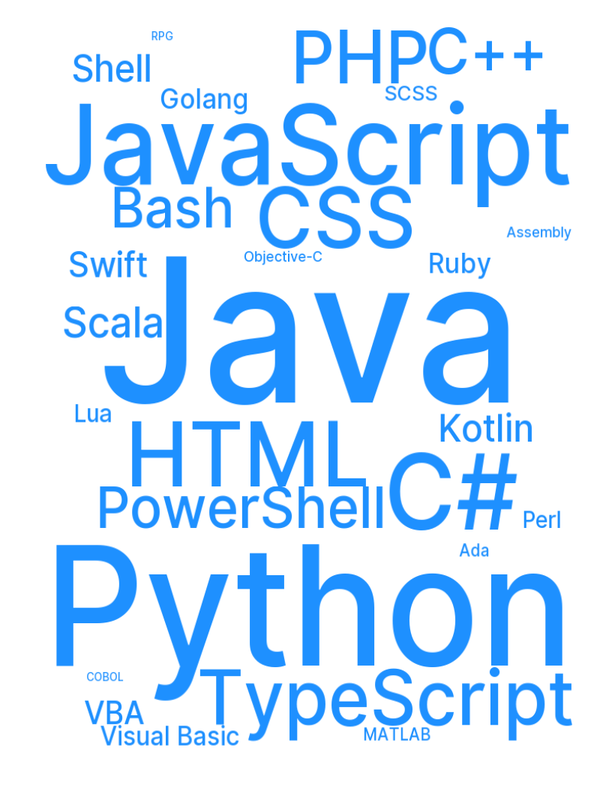 RPG
PHP
C++
Shell
SCSS
Golang
JavaScript
Bash
CSS
Assembly
Objective-C
Swift
Ruby
Java
Scala
Lua
Kotlin
HTML
C#
PowerShell
Perl
Ada
Python
COBOL
TypeScript
VBA
MATLAB
Visual Basic